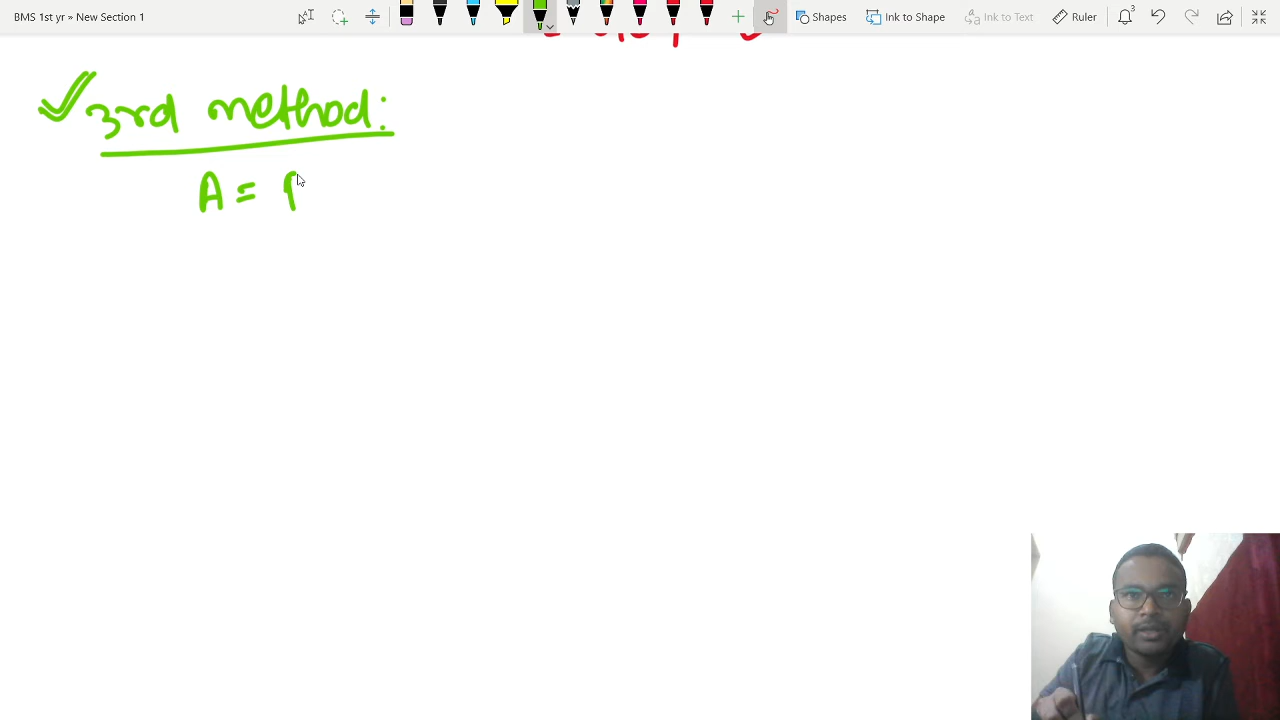 BMS 1st yr » New Section 1
Shapes Ink to Shape Ink to Text Ruler
3rd method:
A =